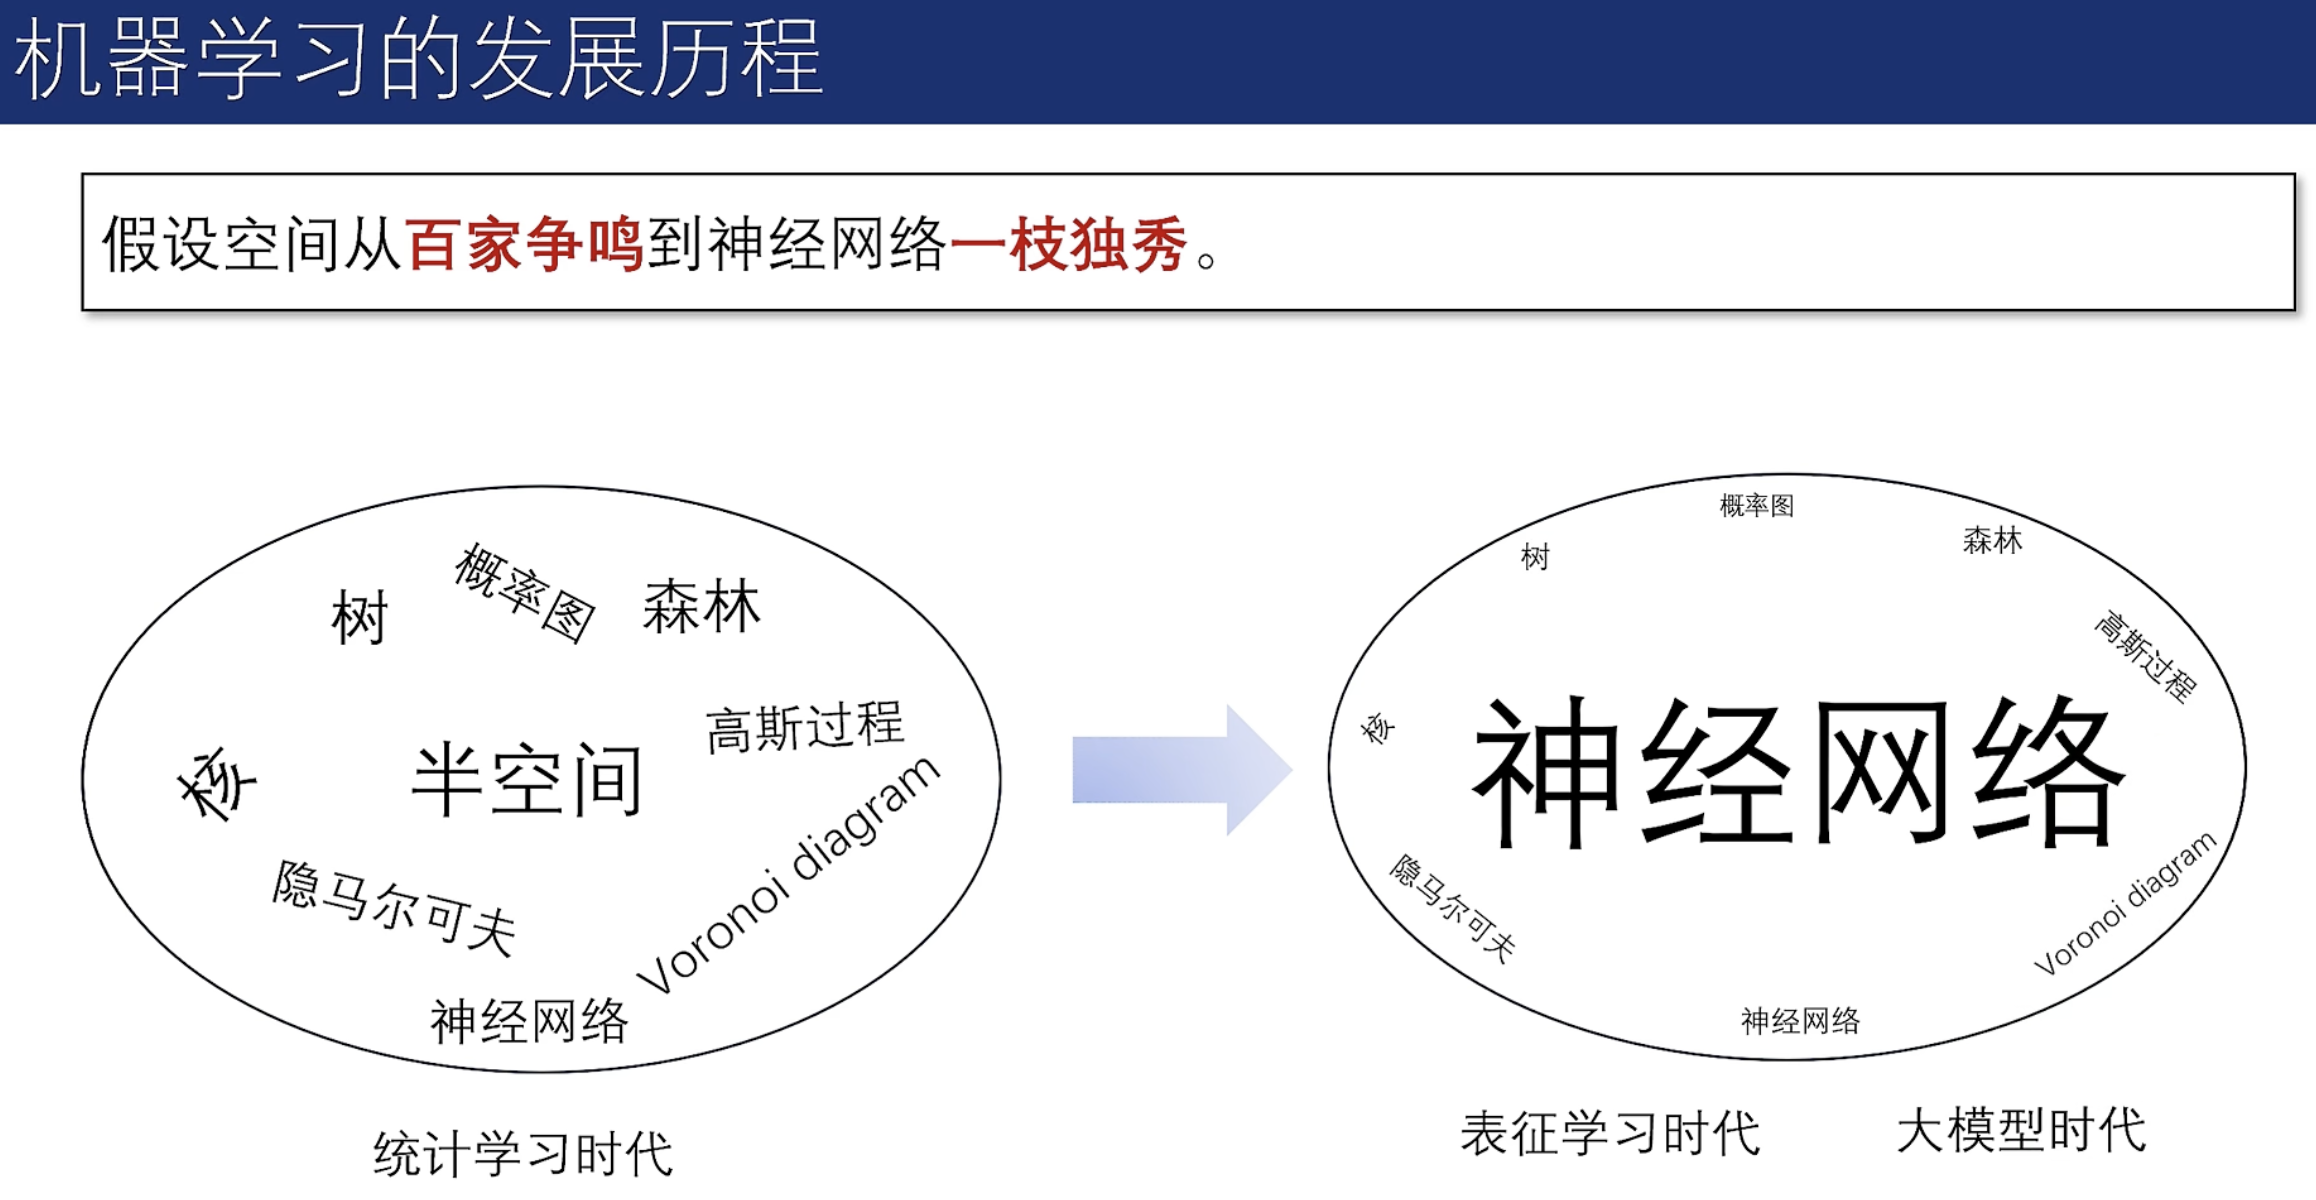 机器学习的发展历程
假设空间从百家争鸣到神经网络一枝独秀。
树
概率图
森林
核
半空间
高斯过程
隐马尔可夫
Voronoi diagram
神经网络
统计学习时代
概率图
树
森林
高斯过程
核
神经网络
隐马尔可夫
Voronoi diagram
神经网络
表征学习时代
大模型时代